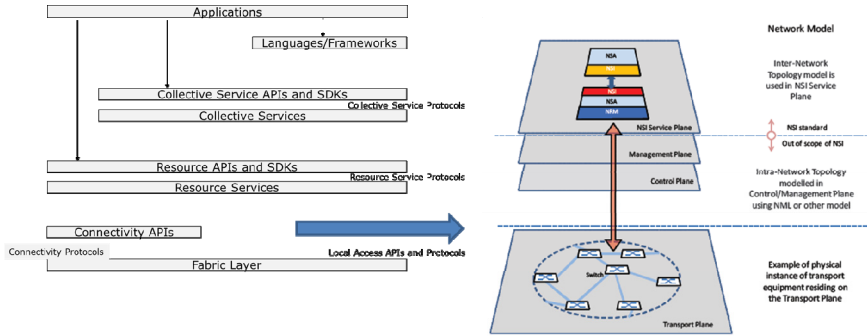 Applications
Languages/Frameworks
Collective Service APIs and SDKs
Collective Service Protocols
Collective Services
Resource APIs and SDKs
Resource Service Protocols
Resource Services
Connectivity APIs
Connectivity Protocols
Local Access APIs and Protocols
Fabric Layer
Network Model
NSA
NSI
NSI
NSA
NRM
NSI Service Plane
Management Plane
Control Plane
Switch
Transport Plane
Inter-Network
Topology model is
used in NSI Service
Plane
NSI standard
Out of scope of NSI
Intra-Network Topology
modelled in
Control/Management Plane
using NML or other model
Example of physical
instance of transport
equipment residing on
the Transport Plane